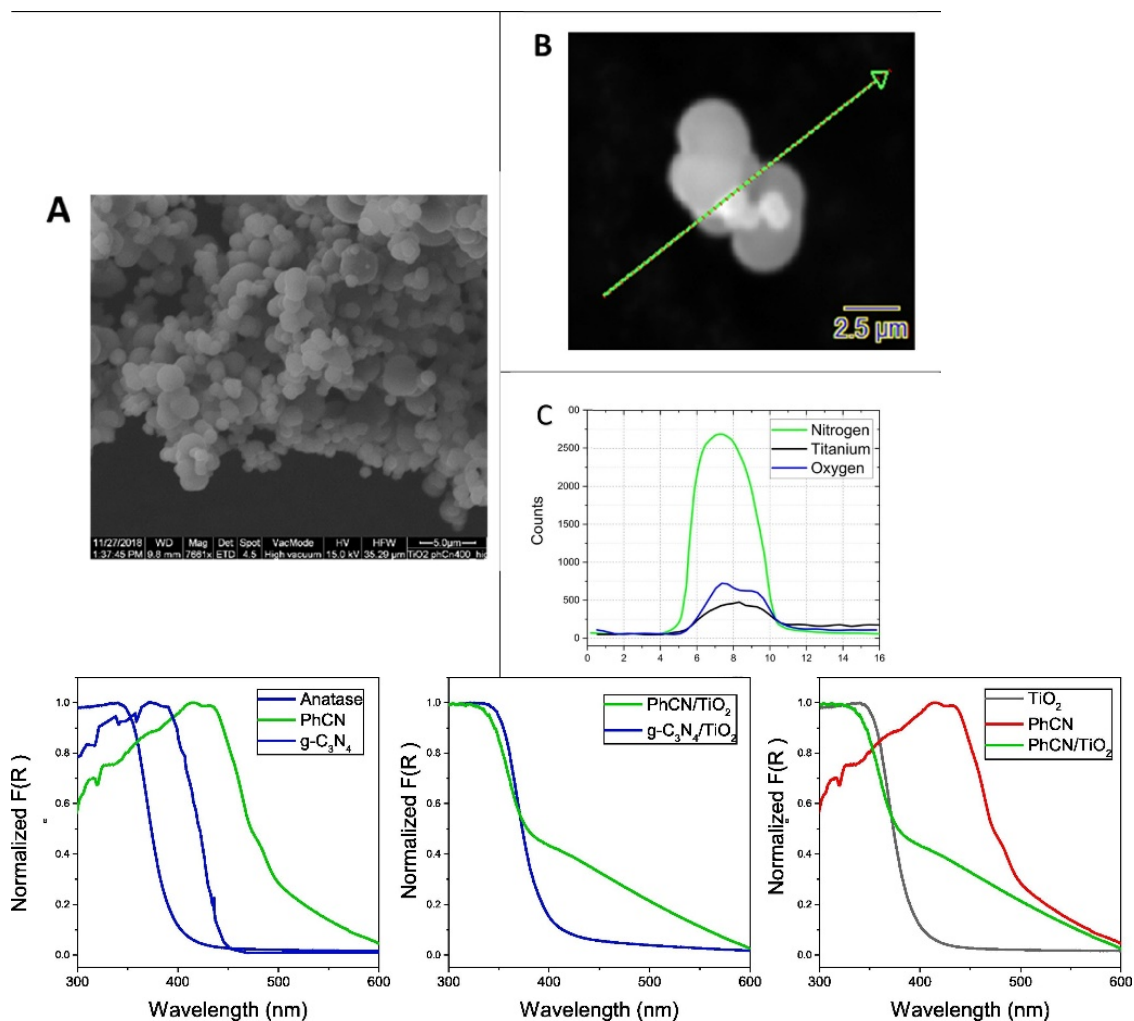 A
11/27/2018 WD Mag Det Spot VacMode HV HFW 5.0µm
1:37:45 PM 9.8 mm 7661x ETD 4.5 High vacuum 15.0 kV 35.29 µm TiO2 phCn400_hig
B
2.5 µm
C
Counts
00
2500
2250
1750
1250
1000
500
0
Nitrogen
Titanium
Oxygen
0 2 4 6 8 10 12 14 16
Normalized F(R
1.0
0.8
0.6
0.4
0.2
0.0
Anatase
PhCN
g-C₃N₄
300 400 500 600
Wavelength (nm)
Normalized F(R
1.0
0.8
0.6
0.4
0.2
0.0
PhCN/TiO₂
g-C₃N₄/TiO₂
300 400 500 600
Wavelength (nm)
Normalized F(R
1.0
0.8
0.6
0.4
0.2
0.0
TiO₂
PhCN
PhCN/TiO₂
300 400 500 600
Wavelength (nm)